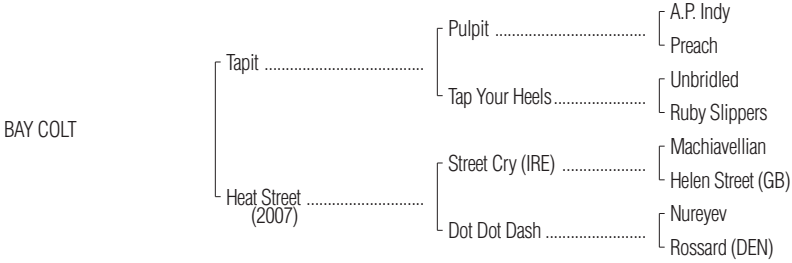 A.P. Indy
Pulpit ....................................
Preach
Tapit ......................................
Unbridled
Tap Your Heels......................
Ruby Slippers
BAY COLT
Machiavellian
Street Cry (IRE) ....................
Helen Street (GB)
Heat Street ............................
(2007)
Nureyev
Dot Dot Dash ........................
Rossard (DEN)